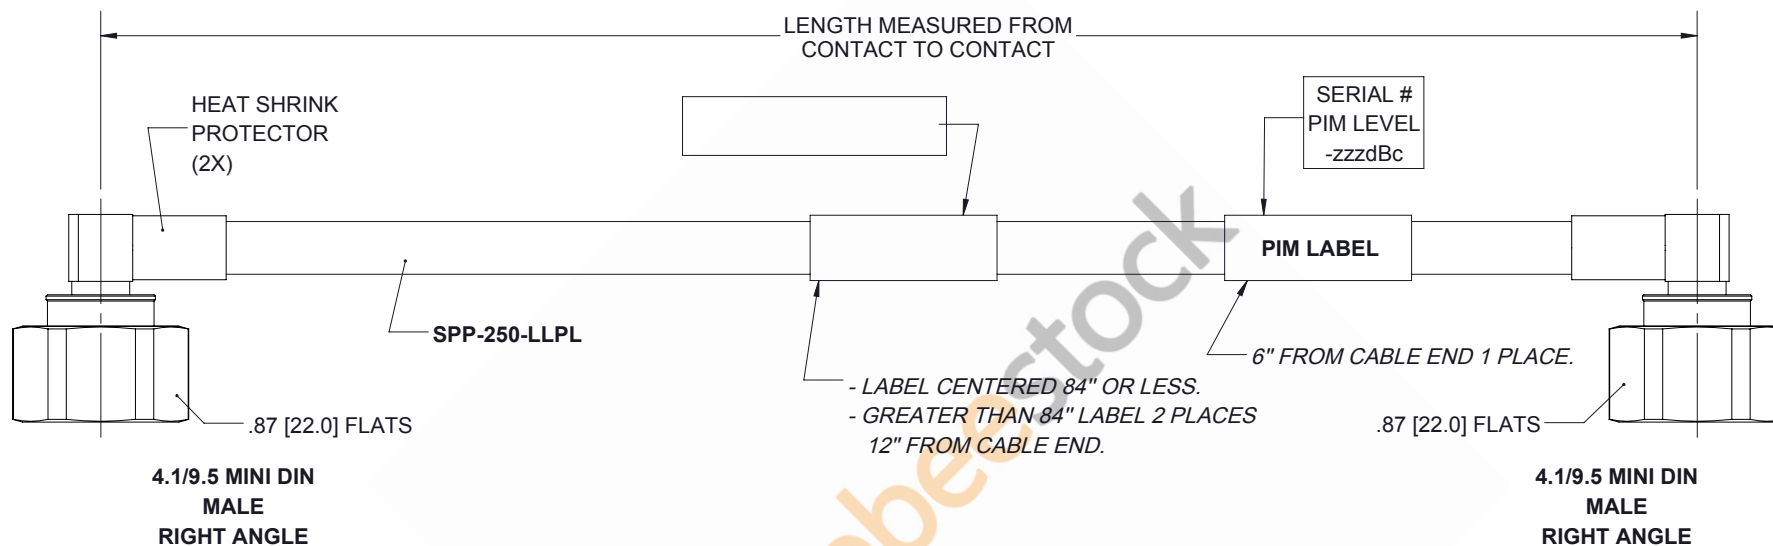 LENGTH MEASURED FROM
CONTACT TO CONTACT
HEAT SHRINK
PROTECTOR
(2X)
SERIAL #
PIM LEVEL
-zzzdBc
PIM LABEL
SPP-250-LLPL
6" FROM CABLE END 1 PLACE.
- LABEL CENTERED 84" OR LESS.
- GREATER THAN 84" LABEL 2 PLACES
12" FROM CABLE END.
.87 [22.0] FLATS
.87 [22.0] FLATS
4.1/9.5 MINI DIN
MALE
RIGHT ANGLE
4.1/9.5 MINI DIN
MALE
RIGHT ANGLE
beestock